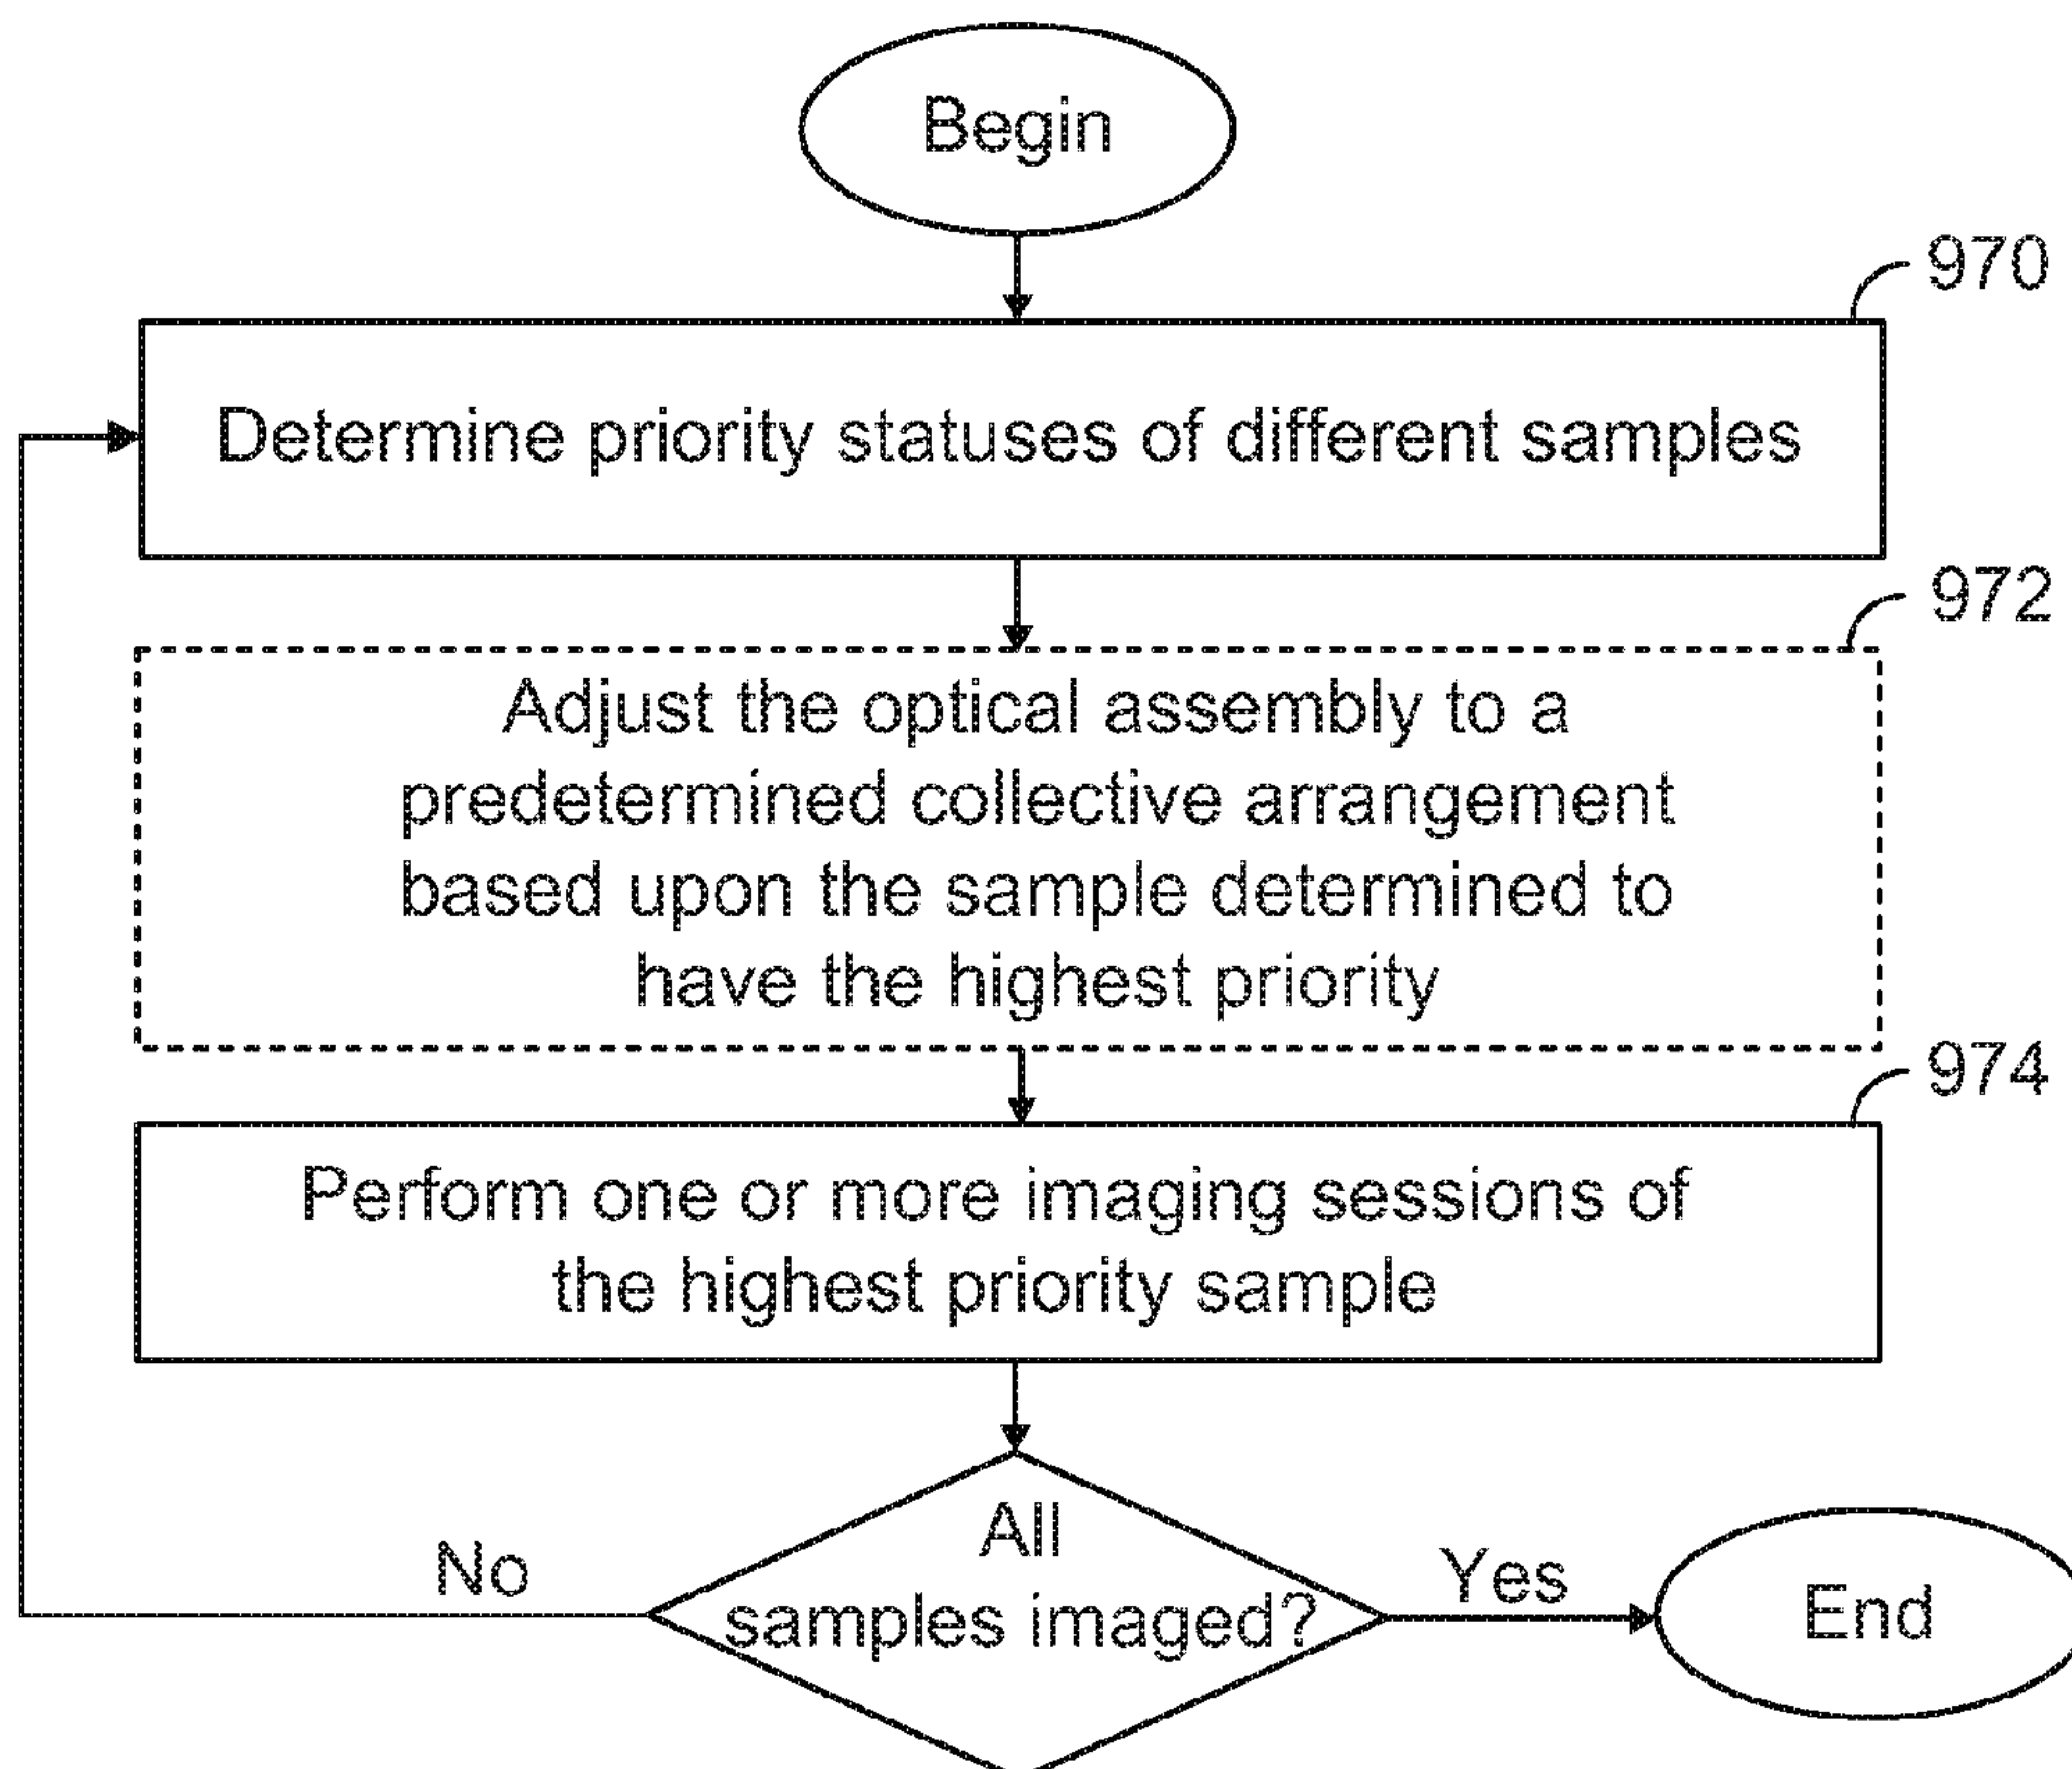 Begin
970
Determine priority statuses of different samples
972
Adjust the optical assembly to a
predetermined collective arrangement
based upon the sample determined to
have the highest priority
974
Perform one or more imaging sessions of
the highest priority sample
All
samples imaged?
No
Yes
End